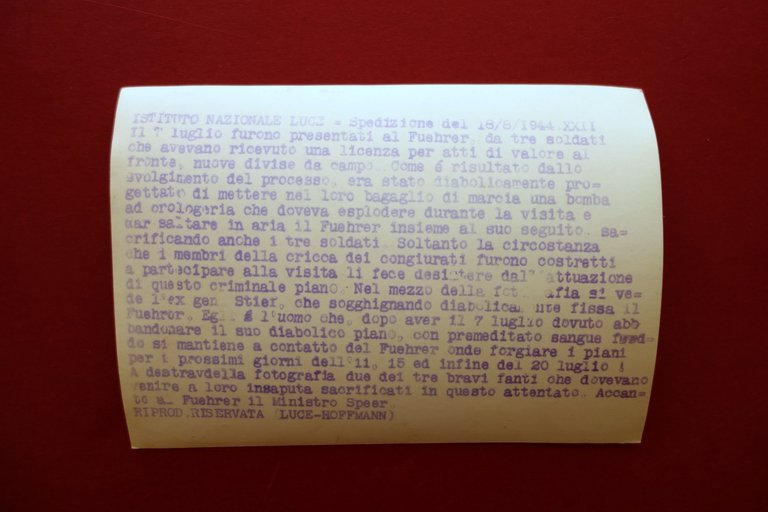 ISTITUTO NAZIONALE LUCE = Spedizione del 18/8/1944.XXII
Il 7 luglio furono presentati al Fuehrer, da tre soldati
che avevano ricevuto una licenza per atti di valore al
fronte, nuove divise da campo. Come é risultato dallo
svolgimento del processo, era stato diabolicamente pro=
gettato di mettere nel loro bagaglio di marcia una bomba
ad orologeria che doveva esplodere durante la visita e
far saltare in aria il Fuehrer insieme al suo seguito, sa=
crificando anche i tre soldati. Soltanto la circostanza
che i membri della cricca dei congiurati furono costretti
a partecipare alla visita li fece desistere dall'attuazione
di questo criminale piano. Nel mezzo della fotografia si ve=
de l'ex gen. Stief, che sogghignando diabolicamente fissa il
Fuehrer. Egli é l'uomo che, dopo aver il 7 luglio dovuto abb
bandonare il suo diabolico piano, con premeditato sangue fred=
do si mantiene a contatto del Fuehrer onde forgiare i piani
per i prossimi giorni dell'11, 15 ed infine del 20 luglio !
A destravdella fotografia due dei tre bravi fanti che dovevano
venire a loro insaputa sacrificati in questo attentato. Accan=
to al Fuehrer il Ministro Speer.
RIPROD.RISERVATA (LUCE-HOFFMANN)